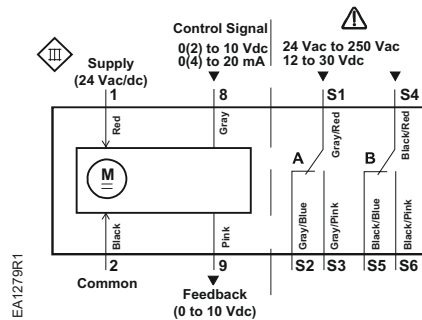 Control Signal
0(2) to 10 Vdc
0(4) to 20 mA
III
Supply
(24 Vac/dc)
24 Vac to 250 Vac
12 to 30 Vdc
1
8
S1
S4
Red
Gray
Gray/Red
Black/Red
A
B
M
Black
Pink
Gray/Blue
Gray/Pink
Black/Blue
Black/Pink
2
9
S2
S3
S5
S6
Common
Feedback
(0 to 10 Vdc)
EA1279R1